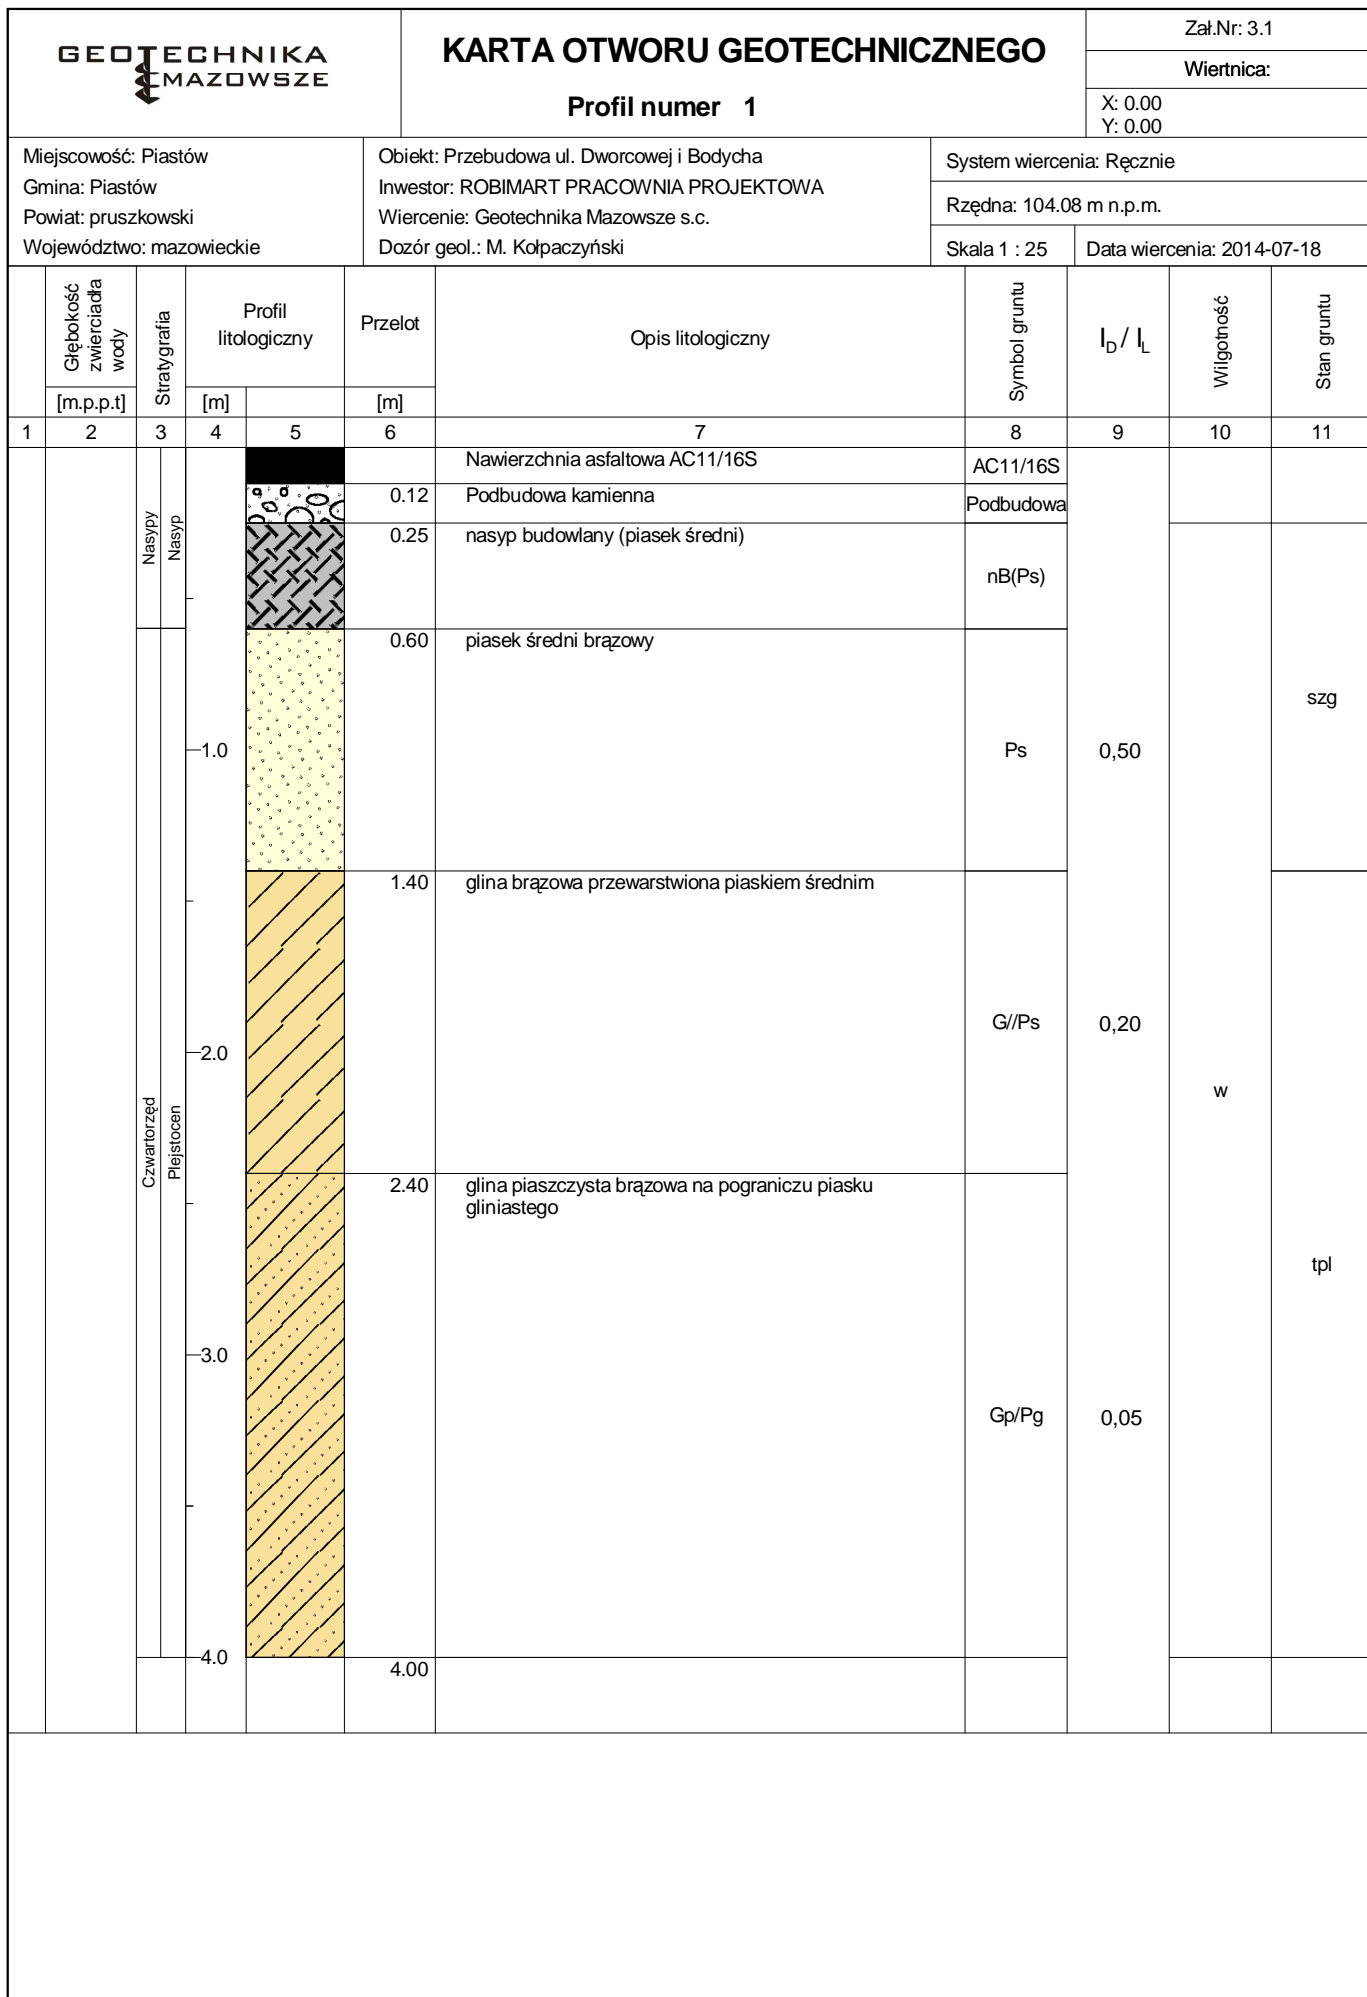 GEOTECHNIKA
MAZOWSZE
KARTA OTWORU GEOTECHNICZNEGO
Profil numer 1
Zał.Nr: 3.1
Wiertnica:
X: 0.00
Y: 0.00
Miejscowość: Piastów
Gmina: Piastów
Powiat: pruszkowski
Województwo: mazowieckie
Obiekt: Przebudowa ul. Dworcowej i Bodycha
Inwestor: ROBIMART PRACOWNIA PROJEKTOWA
Wiercenie: Geotechnika Mazowsze s.c.
Dozór geol.: M. Kołpaczyński
System wiercenia: Ręcznie
Rzędna: 104.08 m n.p.m.
Skala 1 : 25
Data wiercenia: 2014-07-18
Głębokość
zwierciadła
wody
[m.p.p.t]
Stratygrafia
Profil
litologiczny
[m]
Przelot
[m]
Opis litologiczny
Symbol gruntu
I_D / I_L
Wilgotność
Stan gruntu
1 2 3 4 5 6 7 8 9 10 11
Nawierzchnia asfaltowa AC11/16S
AC11/16S
0.12 Podbudowa kamienna
Podbudowa
Nasypy
Nasyp
0.25 nasyp budowlany (piasek średni)
nB(Ps)
0.60 piasek średni brązowy
szg
1.0
Ps
0,50
1.40 glina brązowa przewarstwiona piaskiem średnim
G//Ps
0,20
2.0
w
Czwartorzęd
Plejstocen
2.40 glina piaszczysta brązowa na pograniczu piasku
gliniastego
tpl
3.0
Gp/Pg
0,05
4.0
4.00